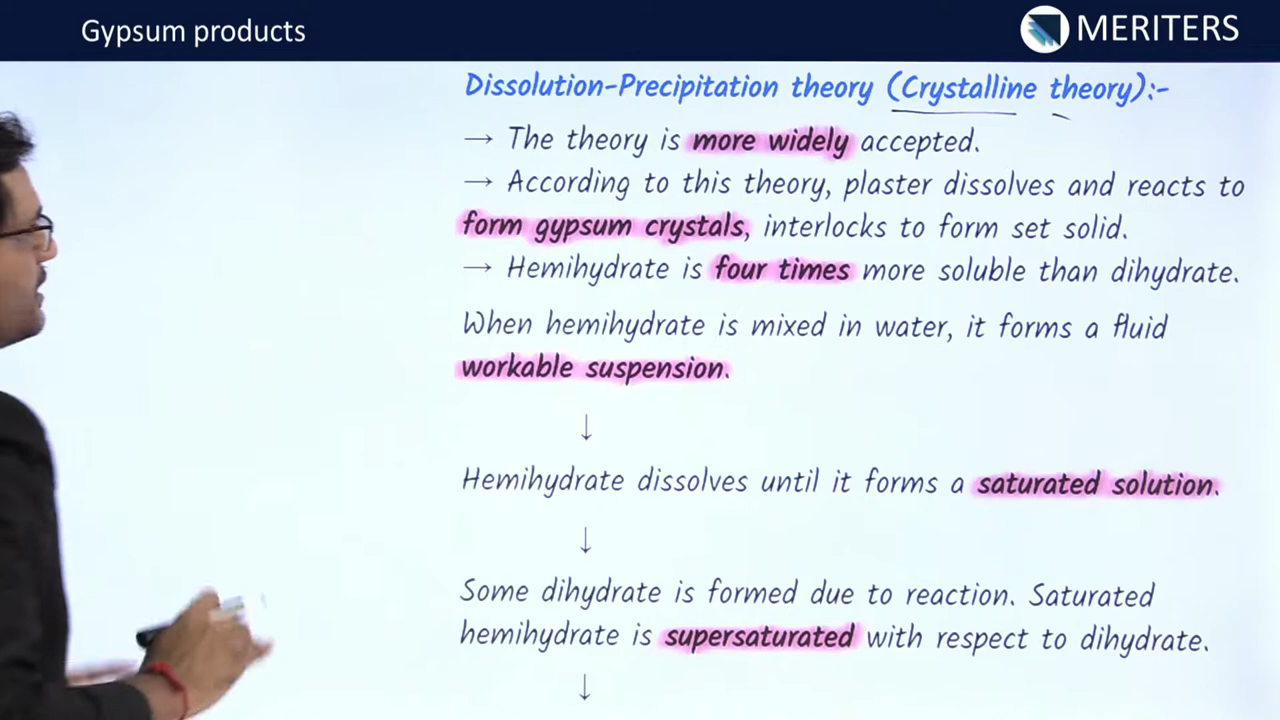 Gypsum products
MERITERS
Dissolution-Precipitation theory (Crystalline theory):-
→ The theory is more widely accepted.
→ According to this theory, plaster dissolves and reacts to
form gypsum crystals, interlocks to form set solid.
→ Hemihydrate is four times more soluble than dihydrate.
When hemihydrate is mixed in water, it forms a fluid
workable suspension.
↓
Hemihydrate dissolves until it forms a saturated solution.
↓
Some dihydrate is formed due to reaction. Saturated
hemihydrate is supersaturated with respect to dihydrate.
↓